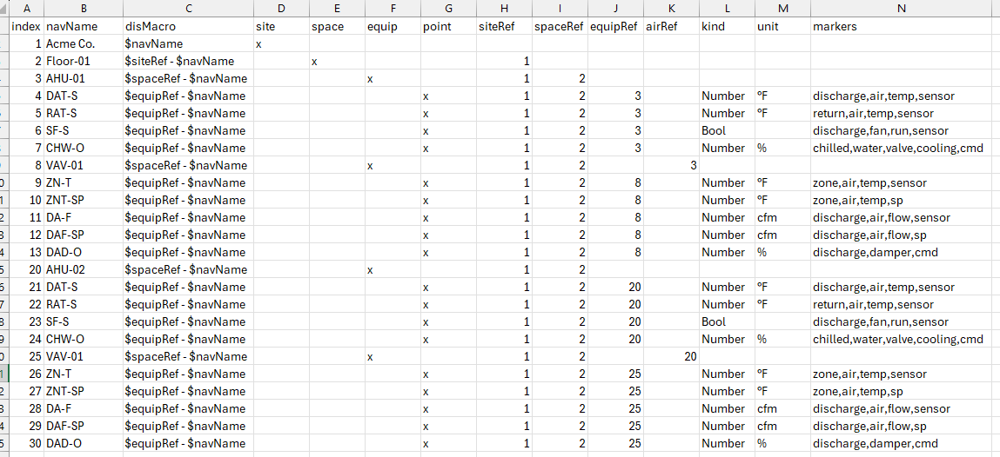 A B C D E F G H I J K L M N
index navName disMacro site space equip point siteRef spaceRef equipRef airRef kind unit markers
1 Acme Co. $navName x
2 Floor-01 $siteRef - $navName x 1
3 AHU-01 $spaceRef - $navName x 1 2
4 DAT-S $equipRef - $navName x 1 2 3 Number °F discharge,air,temp,sensor
5 RAT-S $equipRef - $navName x 1 2 3 Number °F return,air,temp,sensor
6 SF-S $equipRef - $navName x 1 2 3 Bool discharge,fan,run,sensor
7 CHW-O $equipRef - $navName x 1 2 3 Number % chilled,water,valve,cooling,cmd
8 VAV-01 $spaceRef - $navName x 1 2 3
9 ZN-T $equipRef - $navName x 1 2 8 Number °F zone,air,temp,sensor
10 ZNT-SP $equipRef - $navName x 1 2 8 Number °F zone,air,temp,sp
11 DA-F $equipRef - $navName x 1 2 8 Number cfm discharge,air,flow,sensor
12 DAF-SP $equipRef - $navName x 1 2 8 Number cfm discharge,air,flow,sp
13 DAD-O $equipRef - $navName x 1 2 8 Number % discharge,damper,cmd
20 AHU-02 $spaceRef - $navName x 1 2
21 DAT-S $equipRef - $navName x 1 2 20 Number °F discharge,air,temp,sensor
22 RAT-S $equipRef - $navName x 1 2 20 Number °F return,air,temp,sensor
23 SF-S $equipRef - $navName x 1 2 20 Bool discharge,fan,run,sensor
24 CHW-O $equipRef - $navName x 1 2 20 Number % chilled,water,valve,cooling,cmd
25 VAV-01 $spaceRef - $navName x 1 2 20
26 ZN-T $equipRef - $navName x 1 2 25 Number °F zone,air,temp,sensor
27 ZNT-SP $equipRef - $navName x 1 2 25 Number °F zone,air,temp,sp
28 DA-F $equipRef - $navName x 1 2 25 Number cfm discharge,air,flow,sensor
29 DAF-SP $equipRef - $navName x 1 2 25 Number cfm discharge,air,flow,sp
30 DAD-O $equipRef - $navName x 1 2 25 Number % discharge,damper,cmd